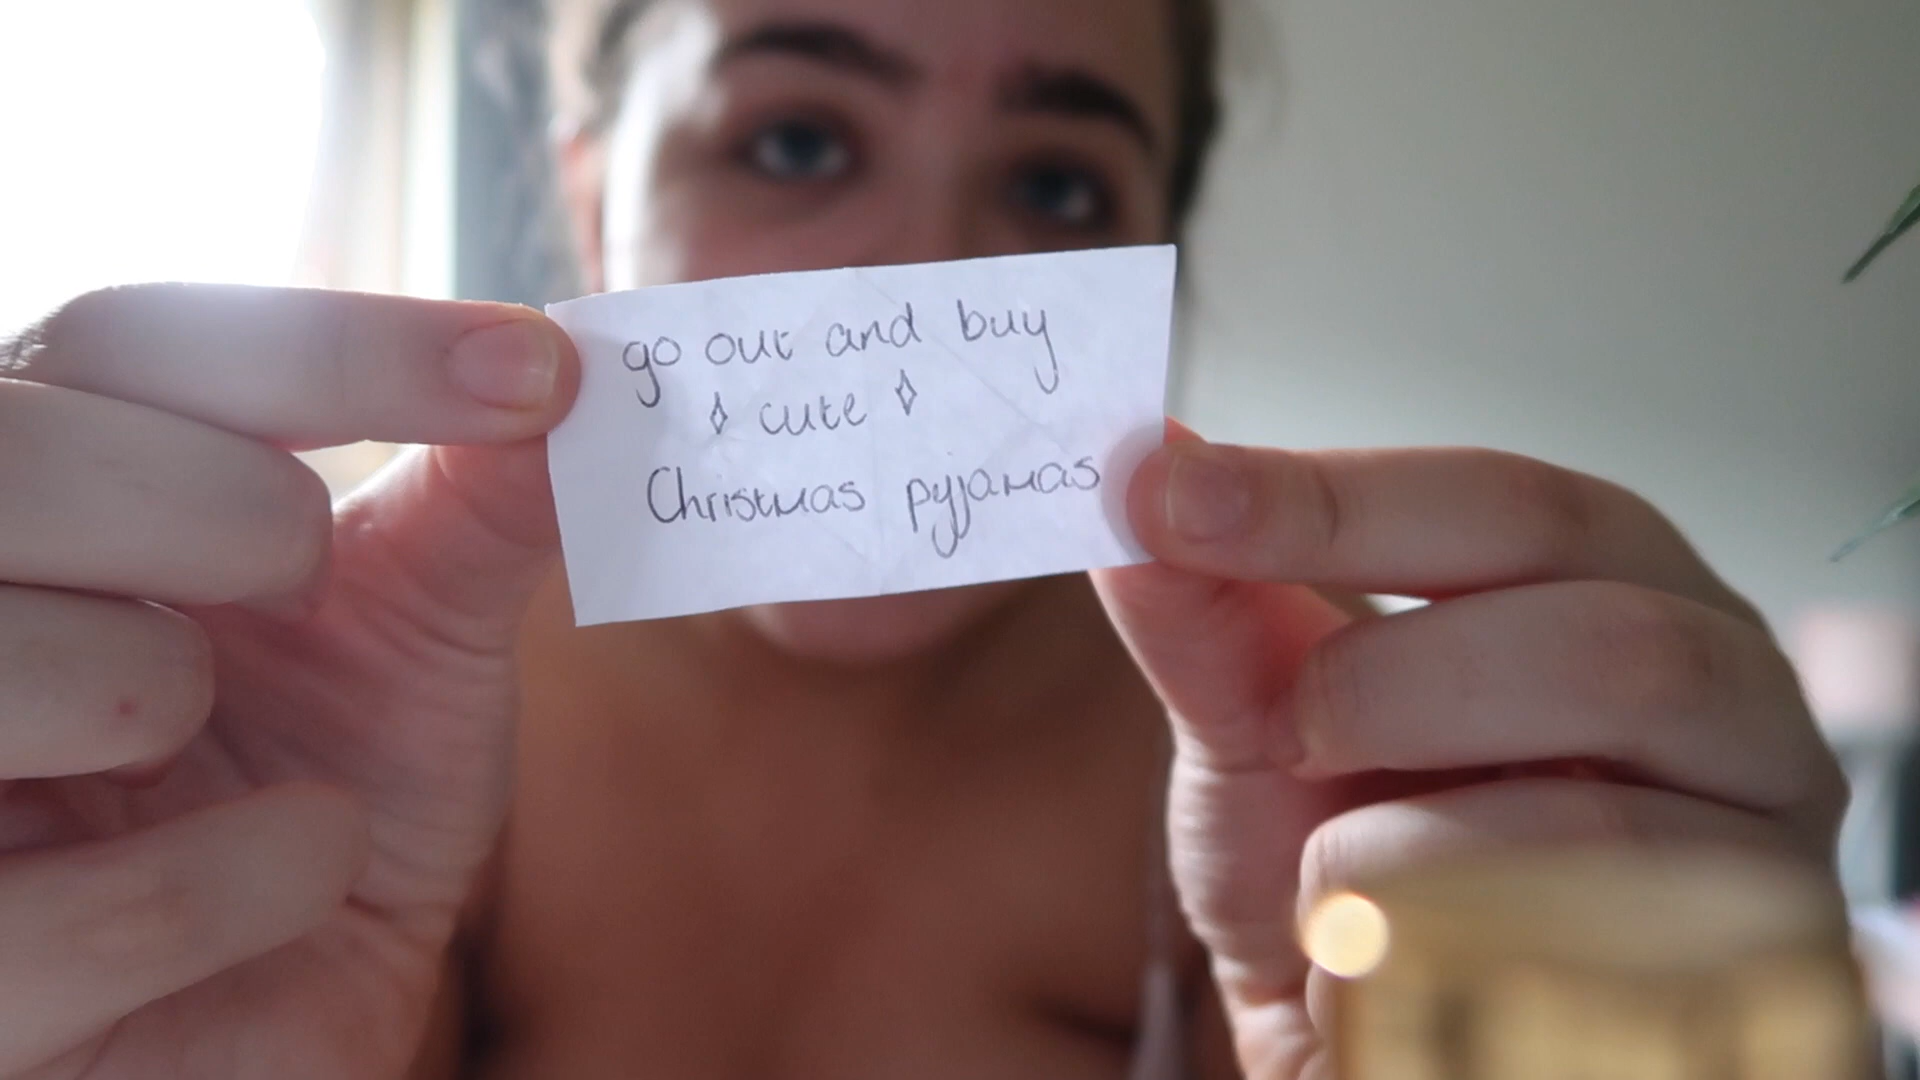 go out and buy
◊ cute ◊
Christmas pyjamas